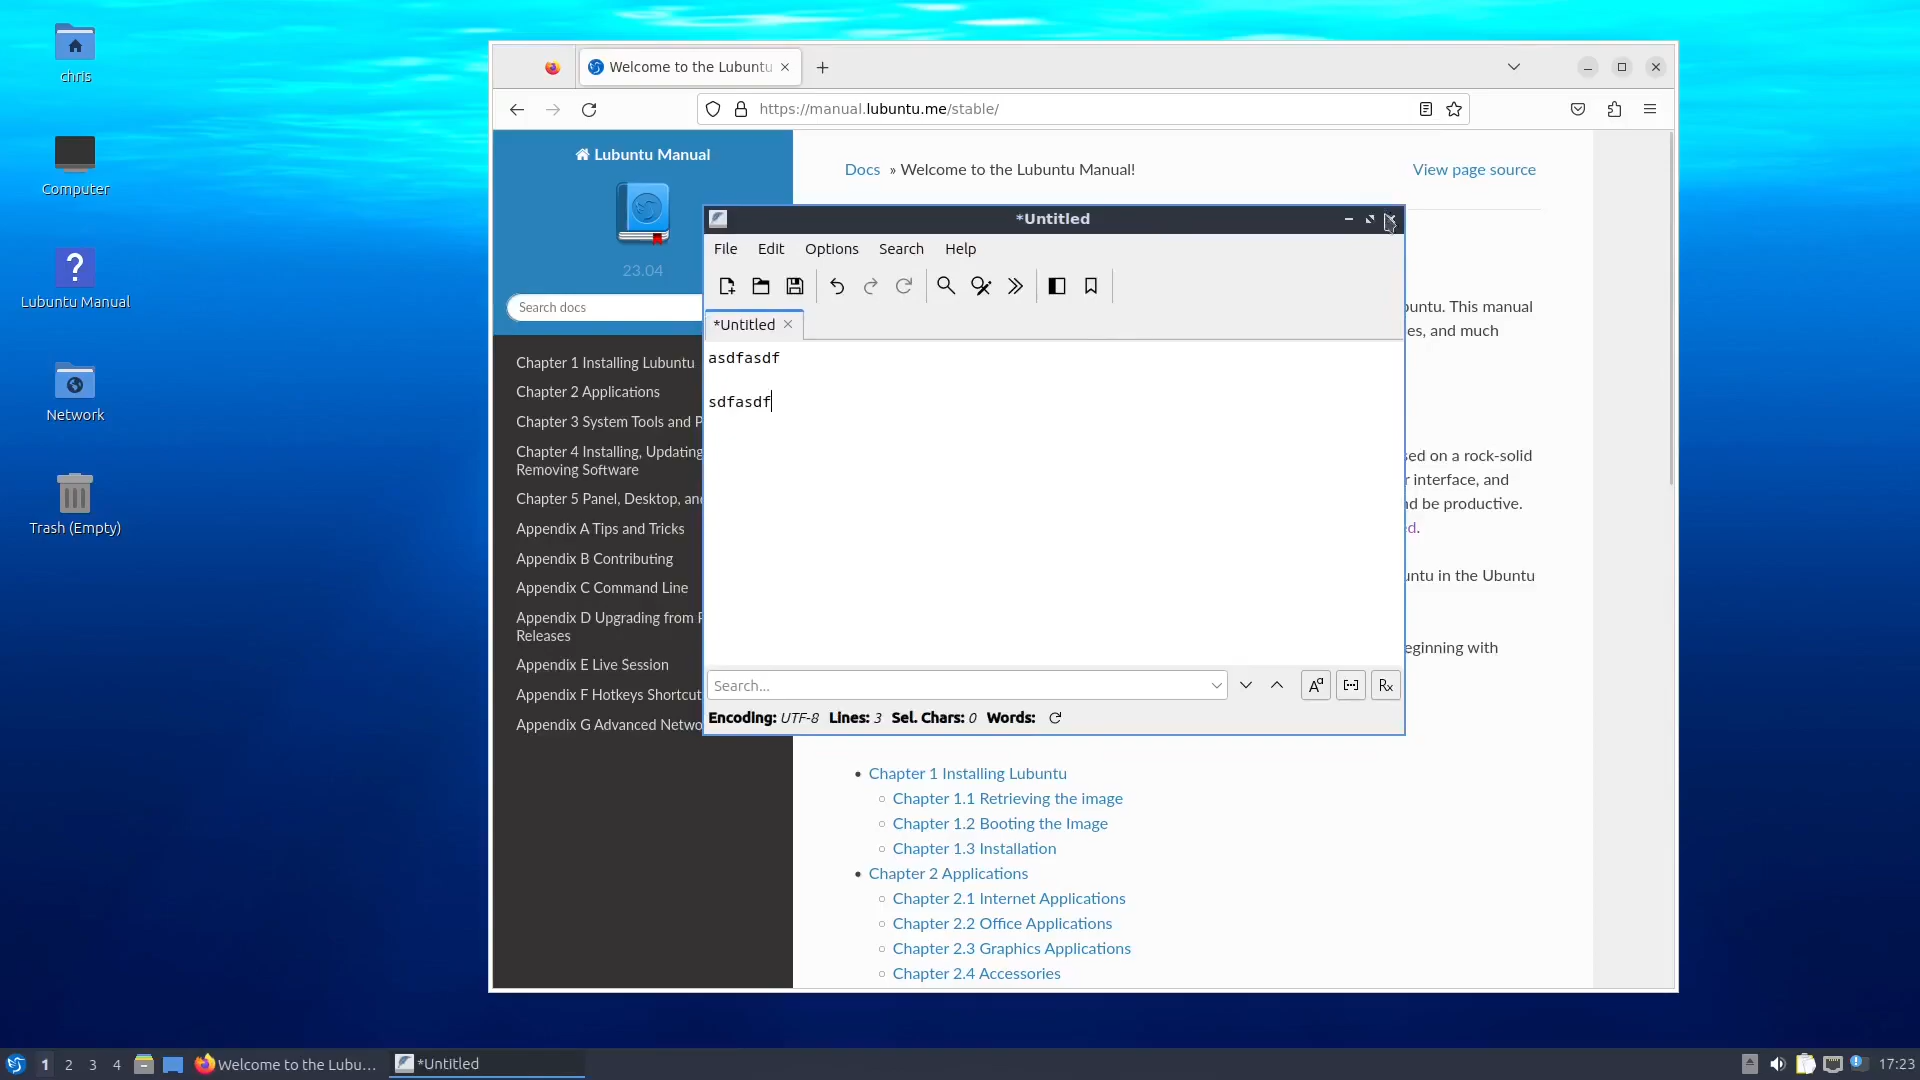 chris
Computer
Lubuntu Manual
Network
Trash (Empty)
Welcome to the Lubuntu
https://manual.lubuntu.me/stable/
Lubuntu Manual
23.04
Search docs
Chapter 1 Installing Lubuntu
Chapter 2 Applications
Chapter 3 System Tools and P
Chapter 4 Installing, Updating
Removing Software
Chapter 5 Panel, Desktop, and
Appendix A Tips and Tricks
Appendix B Contributing
Appendix C Command Line
Appendix D Upgrading from P
Releases
Appendix E Live Session
Appendix F Hotkeys Shortcut
Appendix G Advanced Netwo
Docs » Welcome to the Lubuntu Manual!
View page source
buntu. This manual
es, and much
sed on a rock-solid
r interface, and
nd be productive.
ed.
untu in the Ubuntu
eginning with
*Untitled
File Edit Options Search Help
*Untitled
asdfasdf
sdfasdf
Search...
Encoding: UTF-8 Lines: 3 Sel. Chars: 0 Words:
Chapter 1 Installing Lubuntu
Chapter 1.1 Retrieving the image
Chapter 1.2 Booting the Image
Chapter 1.3 Installation
Chapter 2 Applications
Chapter 2.1 Internet Applications
Chapter 2.2 Office Applications
Chapter 2.3 Graphics Applications
Chapter 2.4 Accessories
1 2 3 4 Welcome to the Lubu... *Untitled 17:23